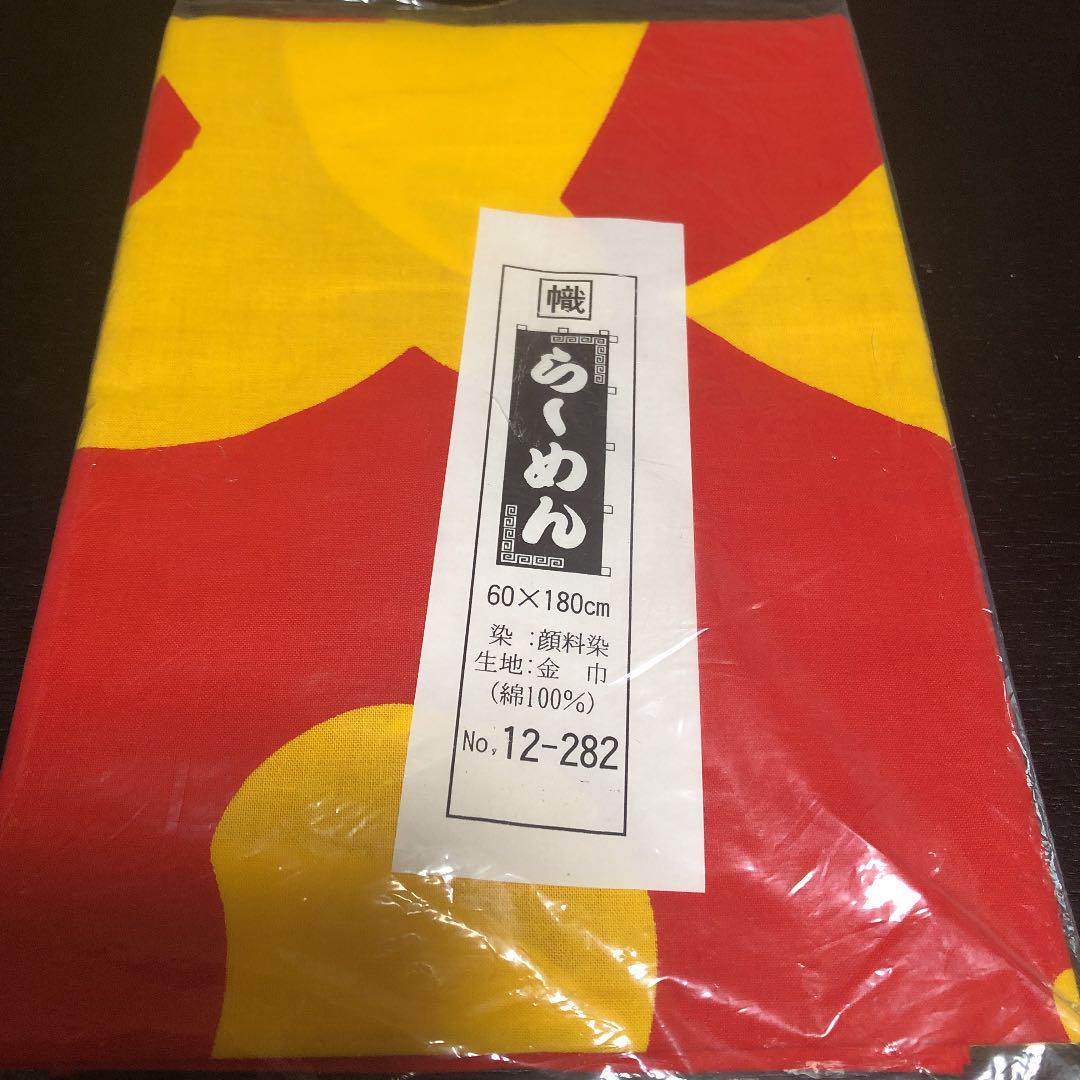 幟
らーめん
60×180cm
染:顔料染
生地:金巾
(綿100%)
No,12-282